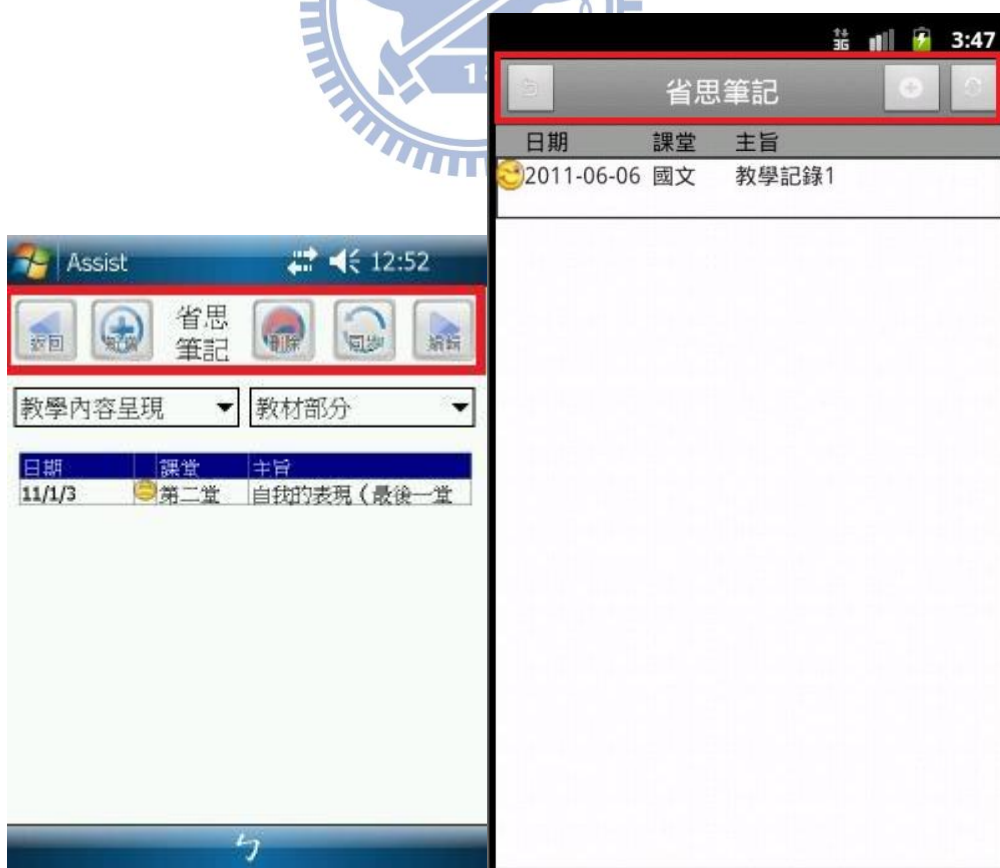 Assist 12:52
返回
新增
省思
筆記
刪除
同步
編輯
教學內容呈現
教材部分
日期 課堂 主旨
11/1/3 第二堂 自我的表現(最後一堂
ㄅ
3G 3:47
省思筆記
日期 課堂 主旨
2011-06-06 國文 教學記錄1